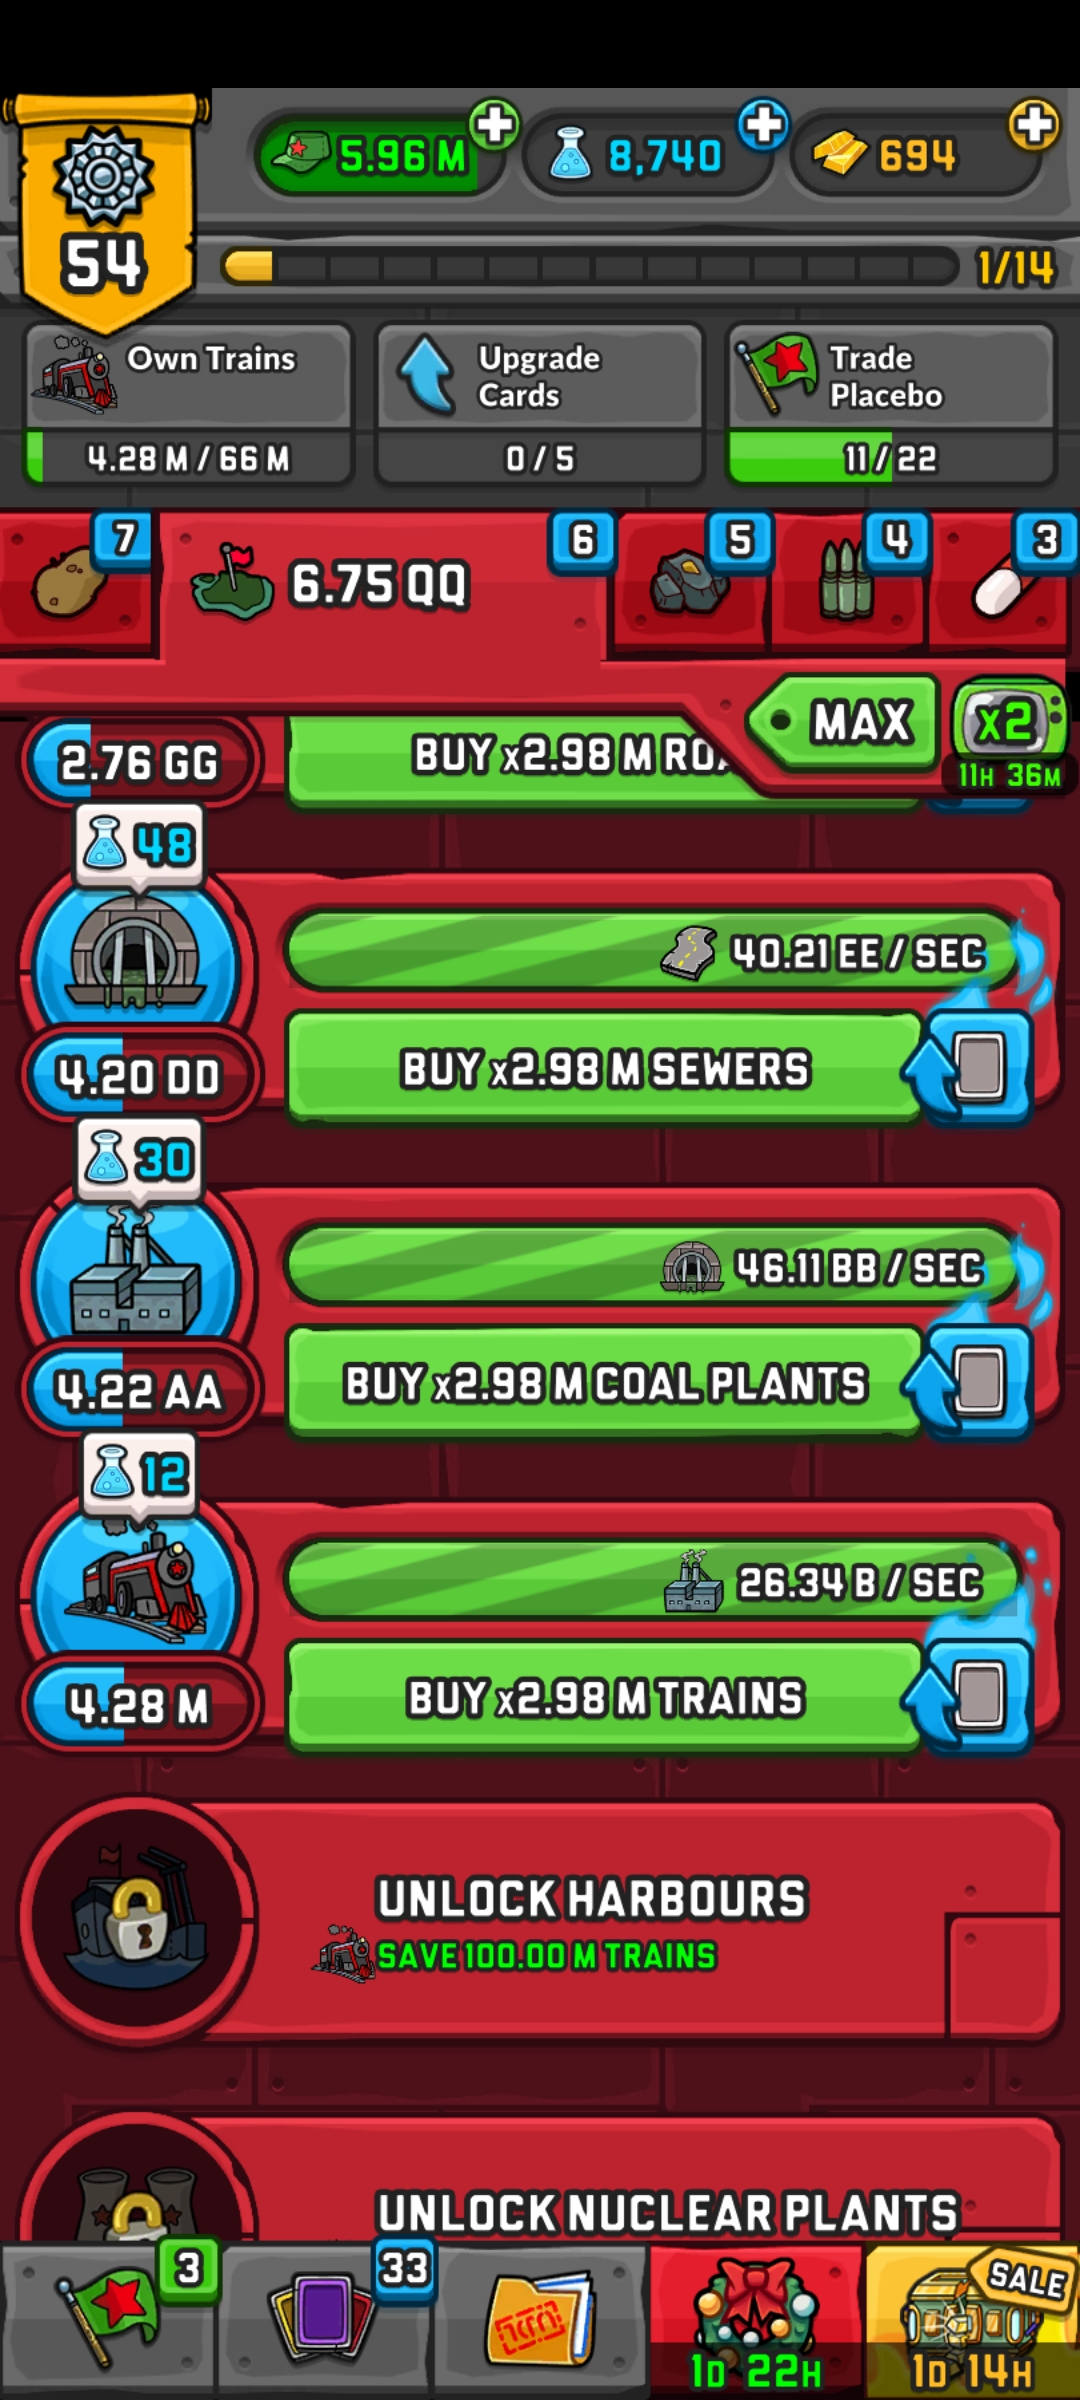 5.96 M
8,740
694
54
1/14
Own Trains
4.28 M / 66 M
Upgrade
Cards
0 / 5
Trade
Placebo
11 / 22
7
6.75 QQ
6
5
4
3
MAX
x2
11H 36M
2.76 GG
BUY x2.98 M
48
40.21 EE / SEC
4.20 DD
BUY x2.98 M SEWERS
30
46.11 BB / SEC
4.22 AA
BUY x2.98 M COAL PLANTS
12
26.34 B / SEC
4.28 M
BUY x2.98 M TRAINS
UNLOCK HARBOURS
SAVE 100.00 M TRAINS
UNLOCK NUCLEAR PLANTS
3
33
1D 22H
SALE
1D 14H